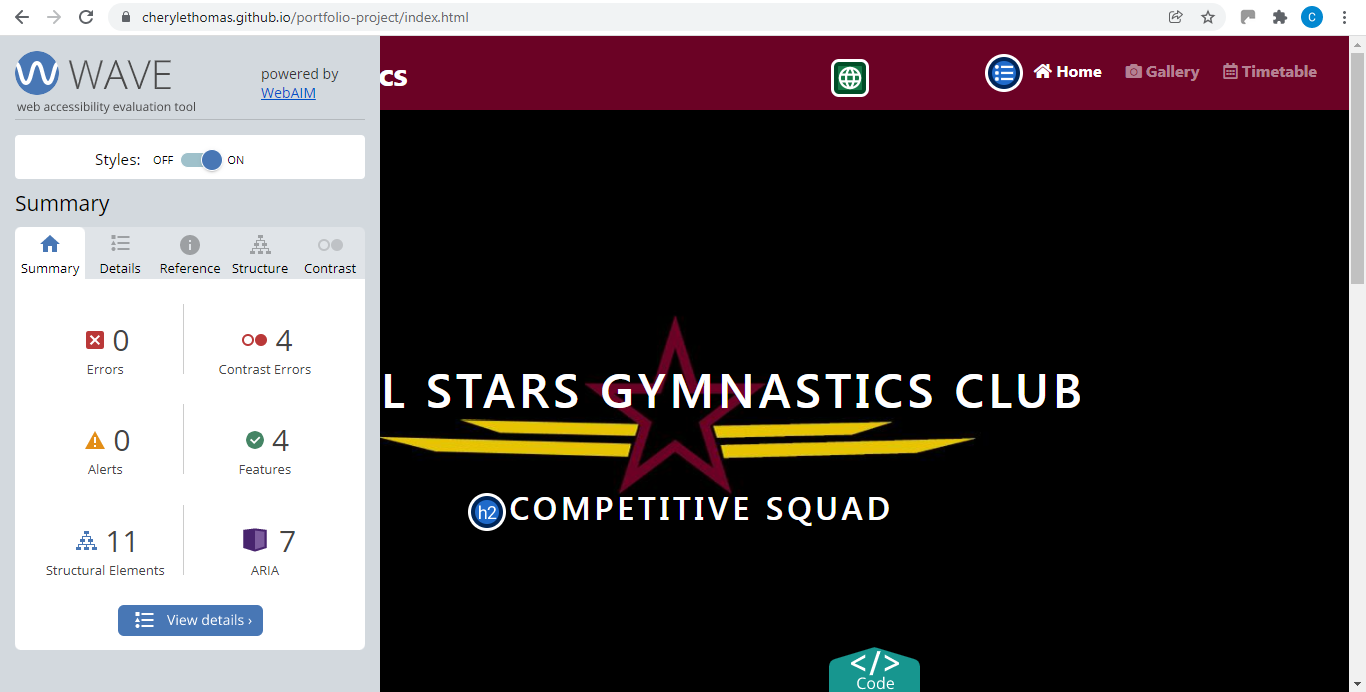 cherylethomas.github.io/portfolio-project/index.html
C
WAVE
powered by
WebAIM
web accessibility evaluation tool
Styles: OFF ON
Summary
Summary Details Reference Structure Contrast
0
Errors
4
Contrast Errors
0
Alerts
4
Features
11
Structural Elements
7
ARIA
View details ›
cs
Home Gallery Timetable
L STARS GYMNASTICS CLUB
h2 COMPETITIVE SQUAD
</>
Code